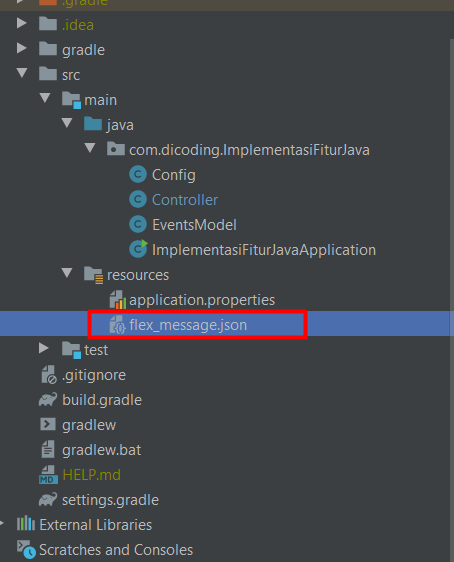 .gradle
.idea
gradle
src
main
java
com.dicoding.ImplementasiFiturJava
Config
Controller
EventsModel
ImplementasiFiturJavaApplication
resources
application.properties
flex_message.json
test
.gitignore
build.gradle
gradlew
gradlew.bat
HELP.md
settings.gradle
External Libraries
Scratches and Consoles